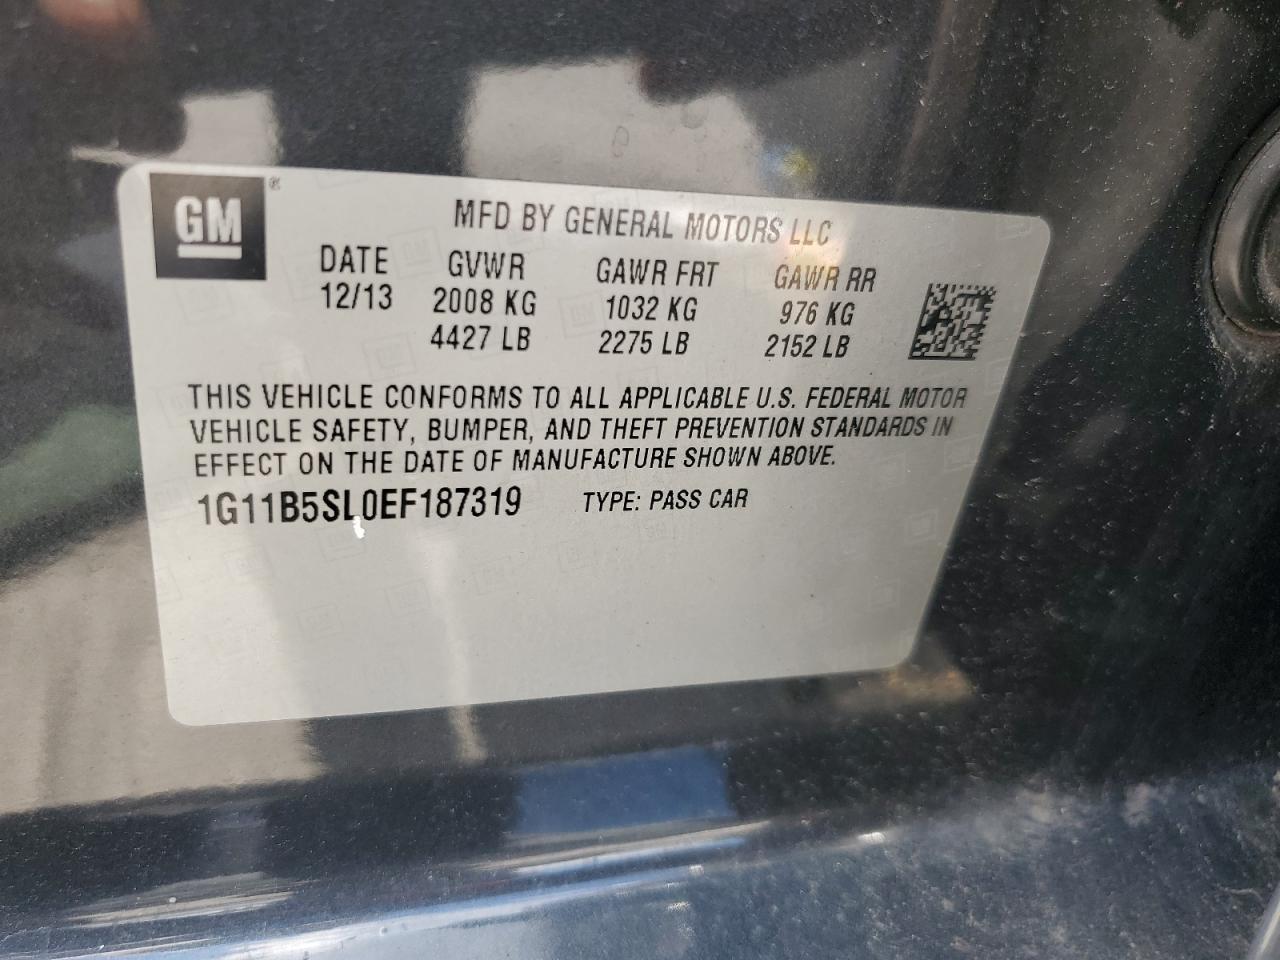 GM ®
MFD BY GENERAL MOTORS LLC
DATE GVWR GAWR FRT GAWR RR
12/13 2008 KG 1032 KG 976 KG
4427 LB 2275 LB 2152 LB
THIS VEHICLE CONFORMS TO ALL APPLICABLE U.S. FEDERAL MOTOR
VEHICLE SAFETY, BUMPER, AND THEFT PREVENTION STANDARDS IN
EFFECT ON THE DATE OF MANUFACTURE SHOWN ABOVE.
1G11B5SL0EF187319 TYPE: PASS CAR